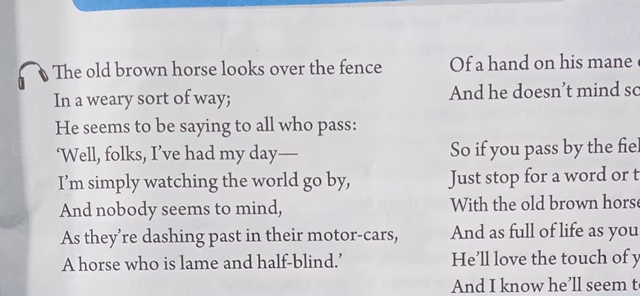 The old brown horse looks over the fence
In a weary sort of way;
He seems to be saying to all who pass:
‘Well, folks, I’ve had my day—
I’m simply watching the world go by,
And nobody seems to mind,
As they’re dashing past in their motor-cars,
A horse who is lame and half-blind.’
Of a hand on his mane
And he doesn’t mind
So if you pass by the
Just stop for a word or
With the old brown
And as full of life as you
He’ll love the touch of
And I know he’ll seem